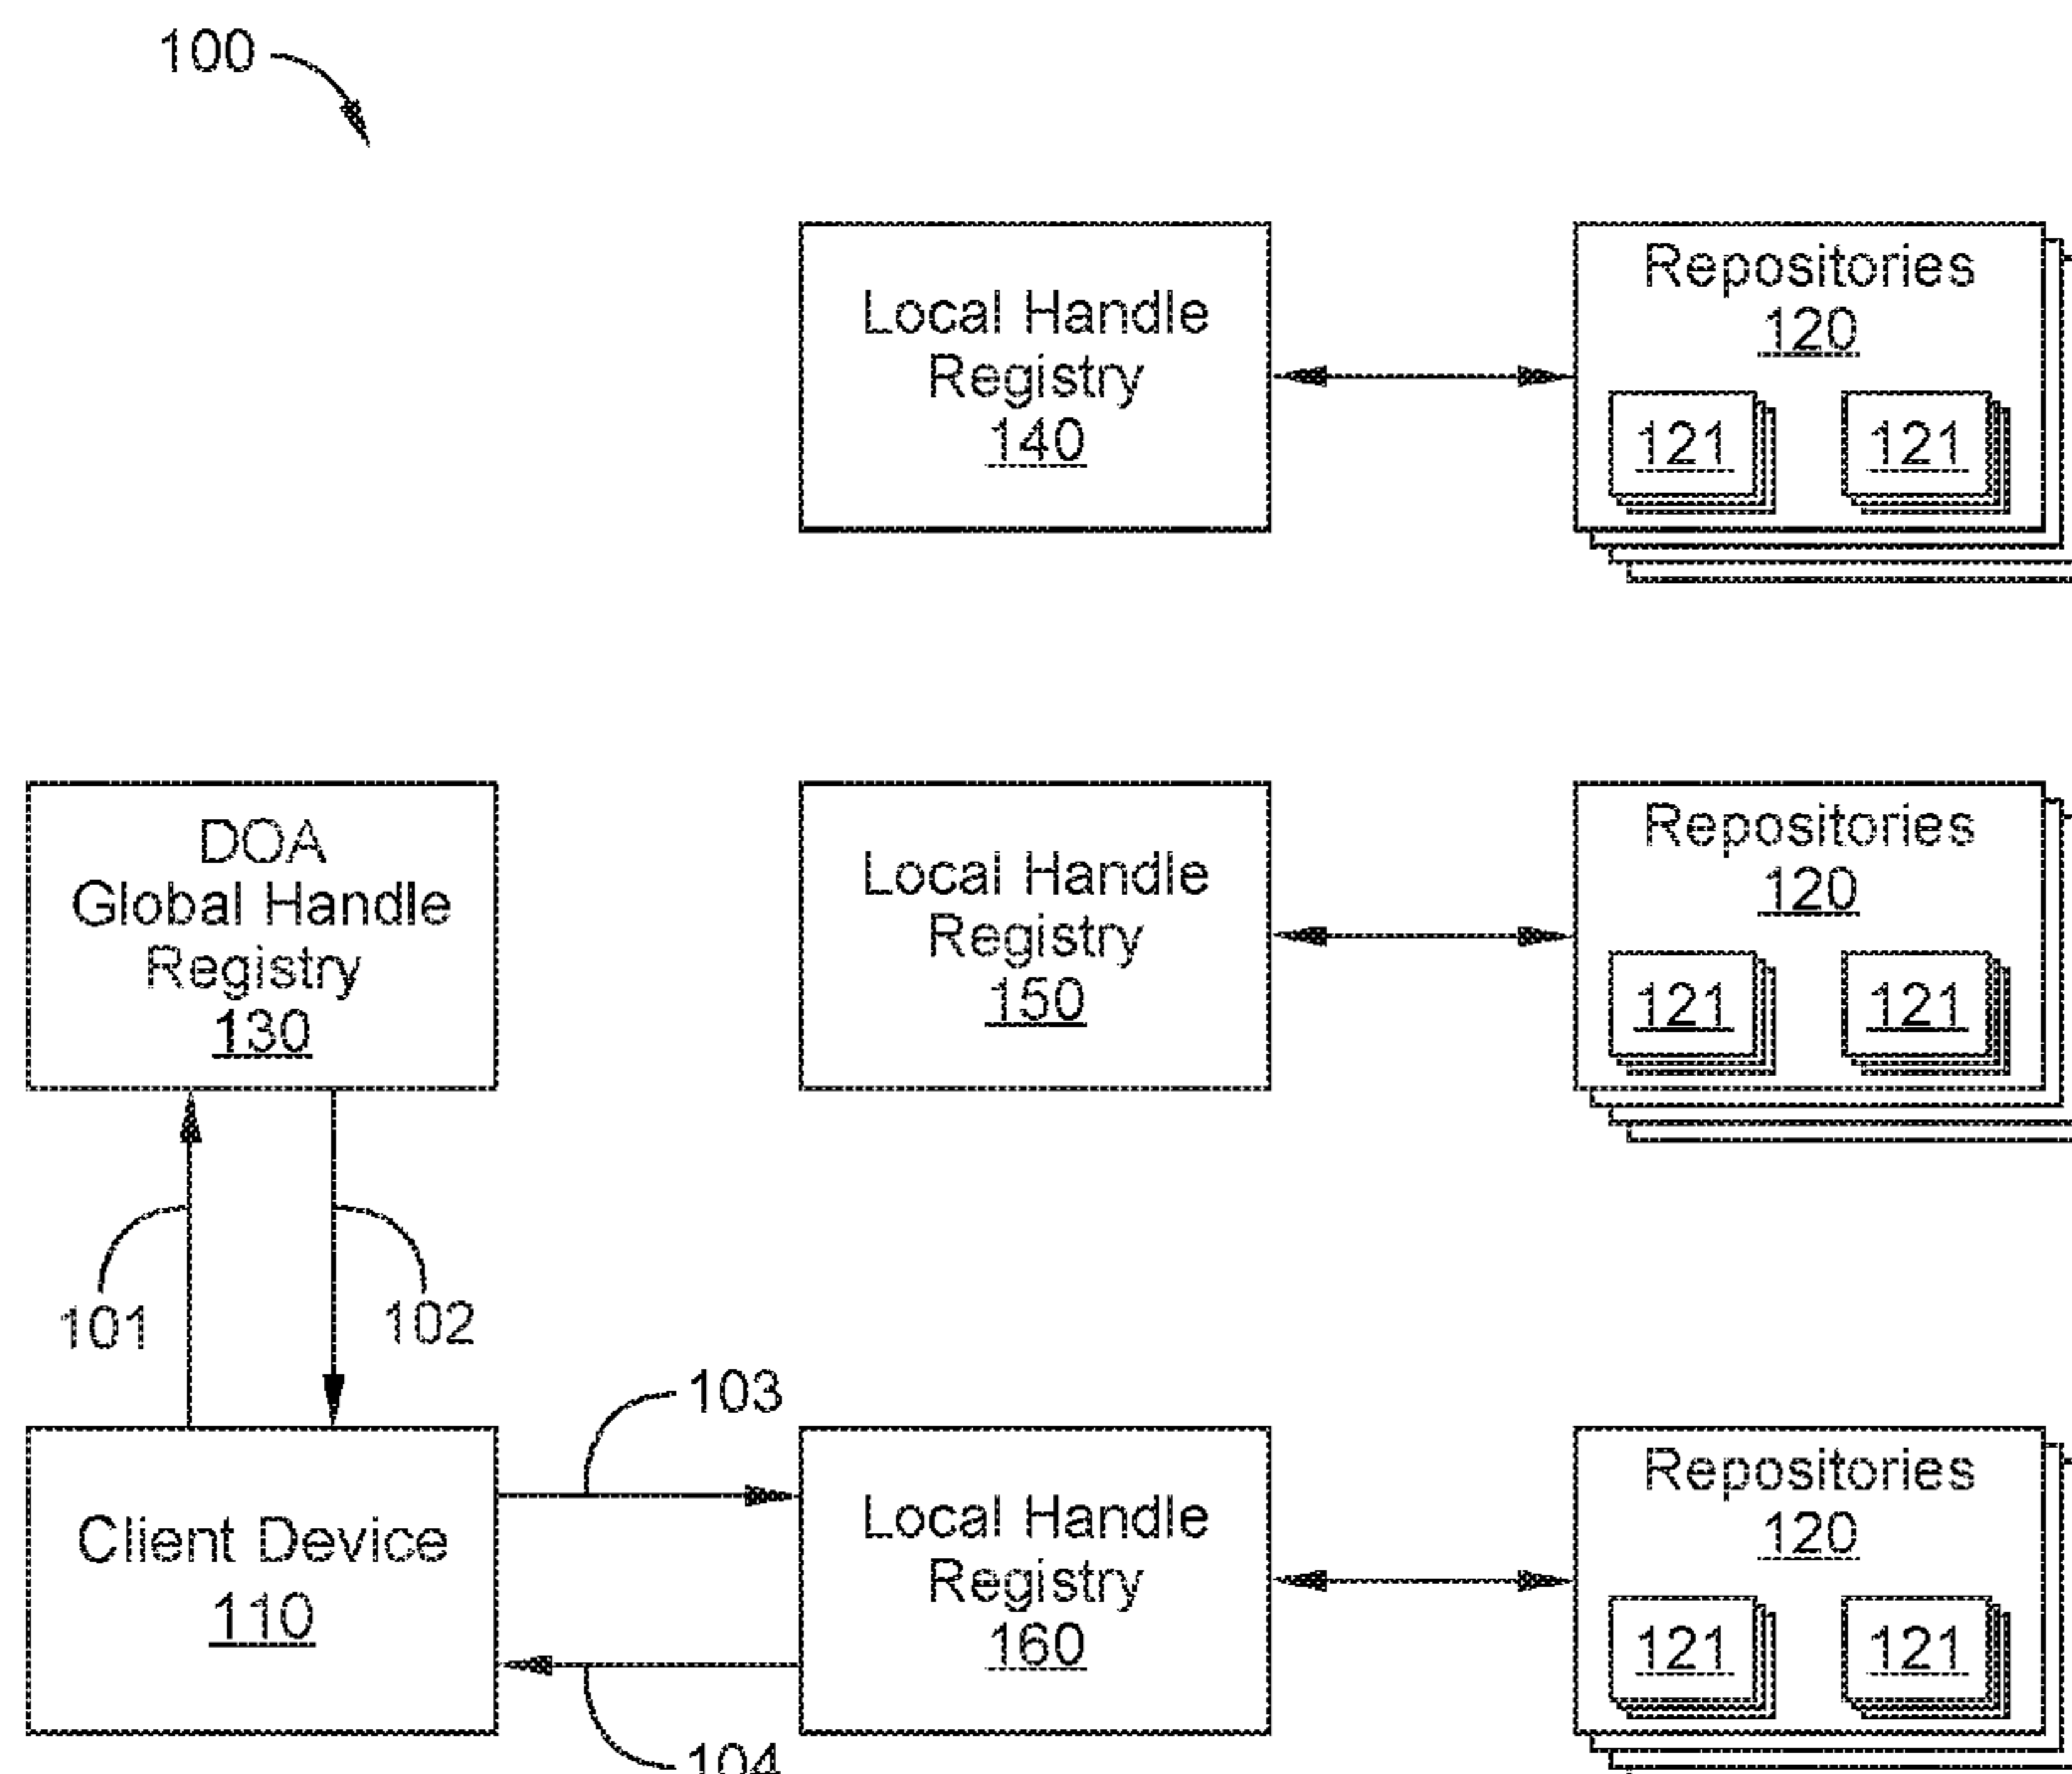 100
Local Handle
Registry
140
Repositories
120
121
121
DOA
Global Handle
Registry
130
Local Handle
Registry
150
Repositories
120
121
121
101
102
103
Client Device
110
Local Handle
Registry
160
Repositories
120
121
121
104